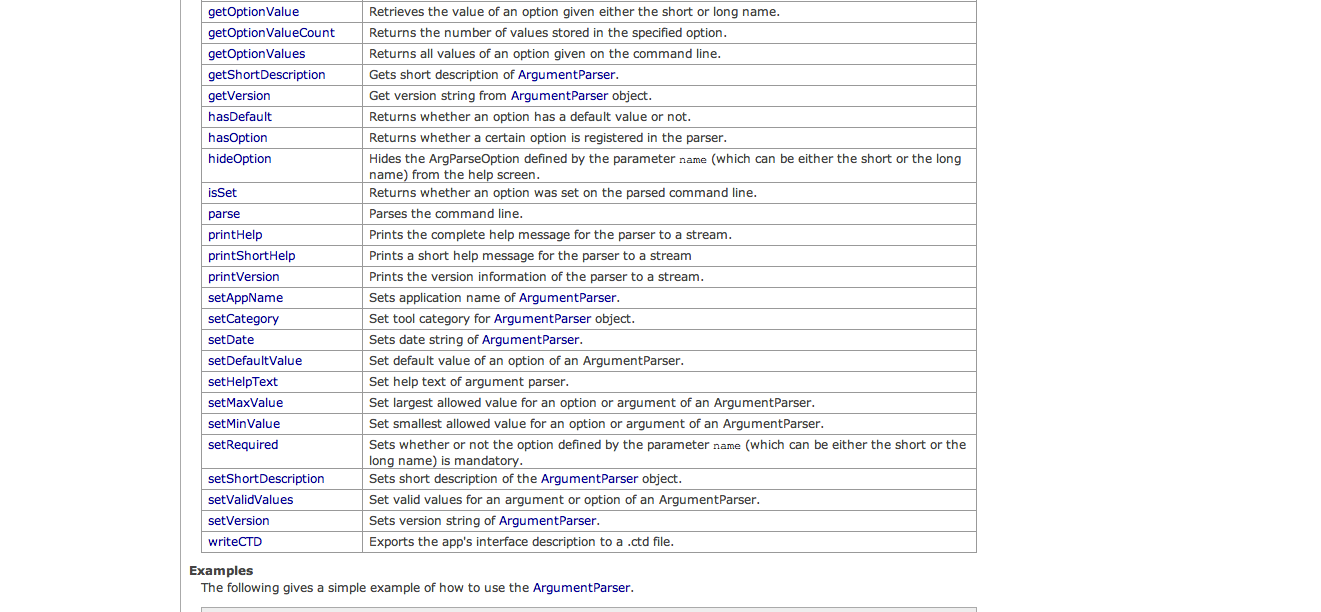 getOptionValue Retrieves the value of an option given either the short or long name.
getOptionValueCount Returns the number of values stored in the specified option.
getOptionValues Returns all values of an option given on the command line.
getShortDescription Gets short description of ArgumentParser.
getVersion Get version string from ArgumentParser object.
hasDefault Returns whether an option has a default value or not.
hasOption Returns whether a certain option is registered in the parser.
hideOption Hides the ArgParseOption defined by the parameter name (which can be either the short or the long
name) from the help screen.
isSet Returns whether an option was set on the parsed command line.
parse Parses the command line.
printHelp Prints the complete help message for the parser to a stream.
printShortHelp Prints a short help message for the parser to a stream
printVersion Prints the version information of the parser to a stream.
setAppName Sets application name of ArgumentParser.
setCategory Set tool category for ArgumentParser object.
setDate Sets date string of ArgumentParser.
setDefaultValue Set default value of an option of an ArgumentParser.
setHelpText Set help text of argument parser.
setMaxValue Set largest allowed value for an option or argument of an ArgumentParser.
setMinValue Set smallest allowed value for an option or argument of an ArgumentParser.
setRequired Sets whether or not the option defined by the parameter name (which can be either the short or the
long name) is mandatory.
setShortDescription Sets short description of the ArgumentParser object.
setValidValues Set valid values for an argument or option of an ArgumentParser.
setVersion Sets version string of ArgumentParser.
writeCTD Exports the app's interface description to a .ctd file.
Examples
The following gives a simple example of how to use the ArgumentParser.